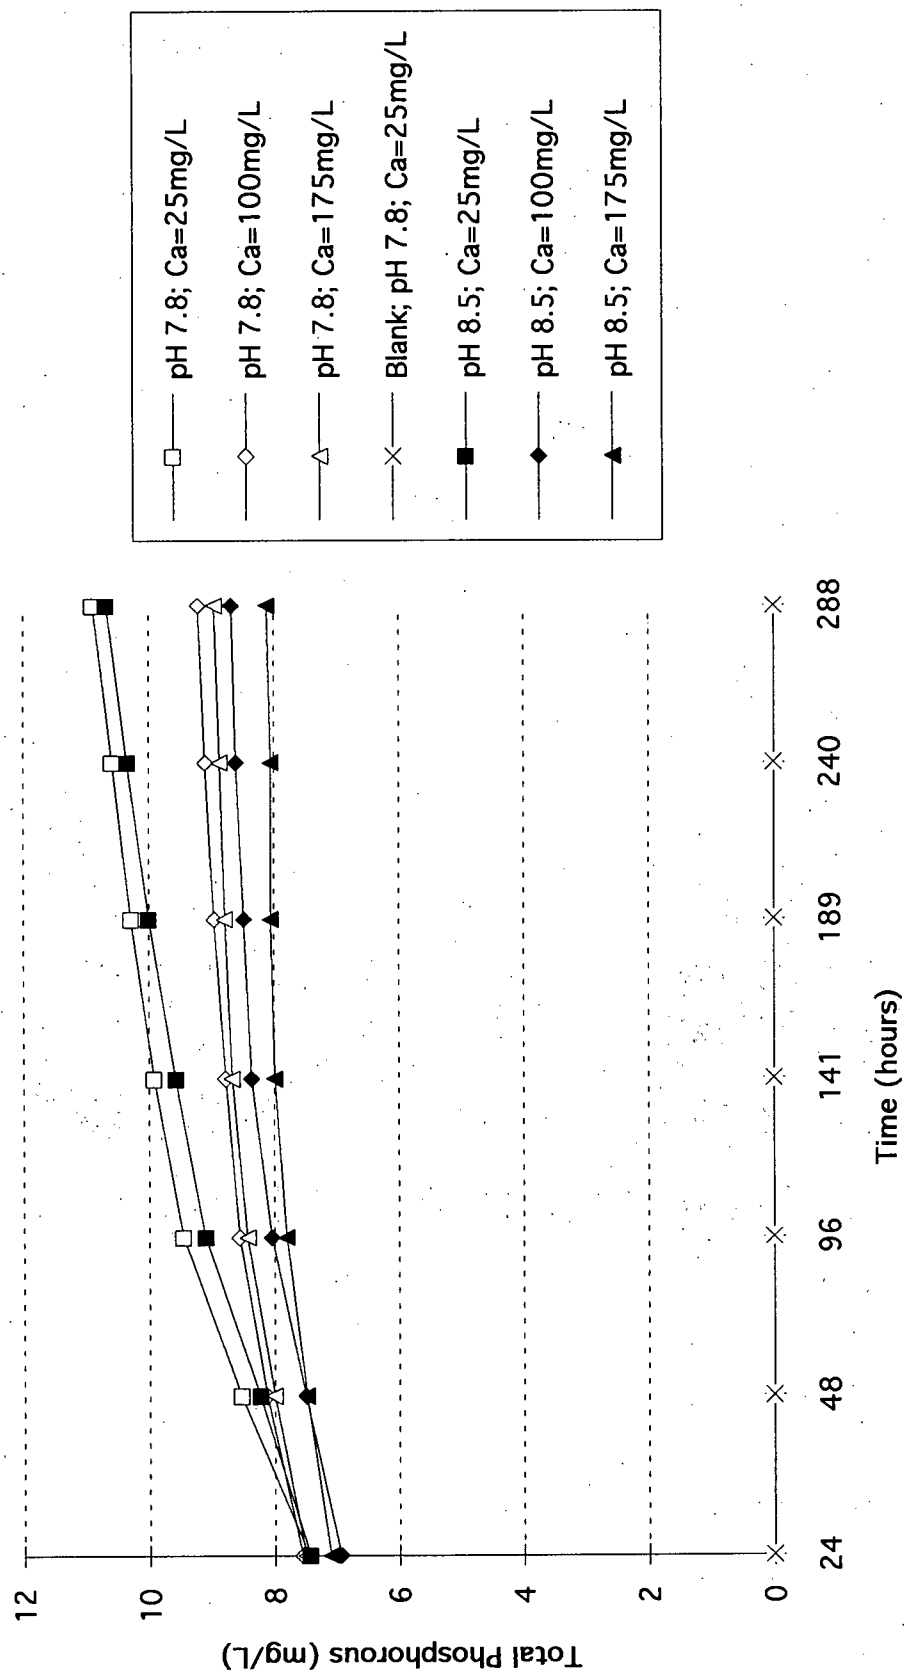 Total Phosphorous (mg/L)
12
10
8
6
4
2
0
24
48
96
141
189
240
288
Time (hours)
pH 7.8; Ca=25mg/L
pH 7.8; Ca=100mg/L
pH 7.8; Ca=175mg/L
Blank; pH 7.8; Ca=25mg/L
pH 8.5; Ca=25mg/L
pH 8.5; Ca=100mg/L
pH 8.5; Ca=175mg/L